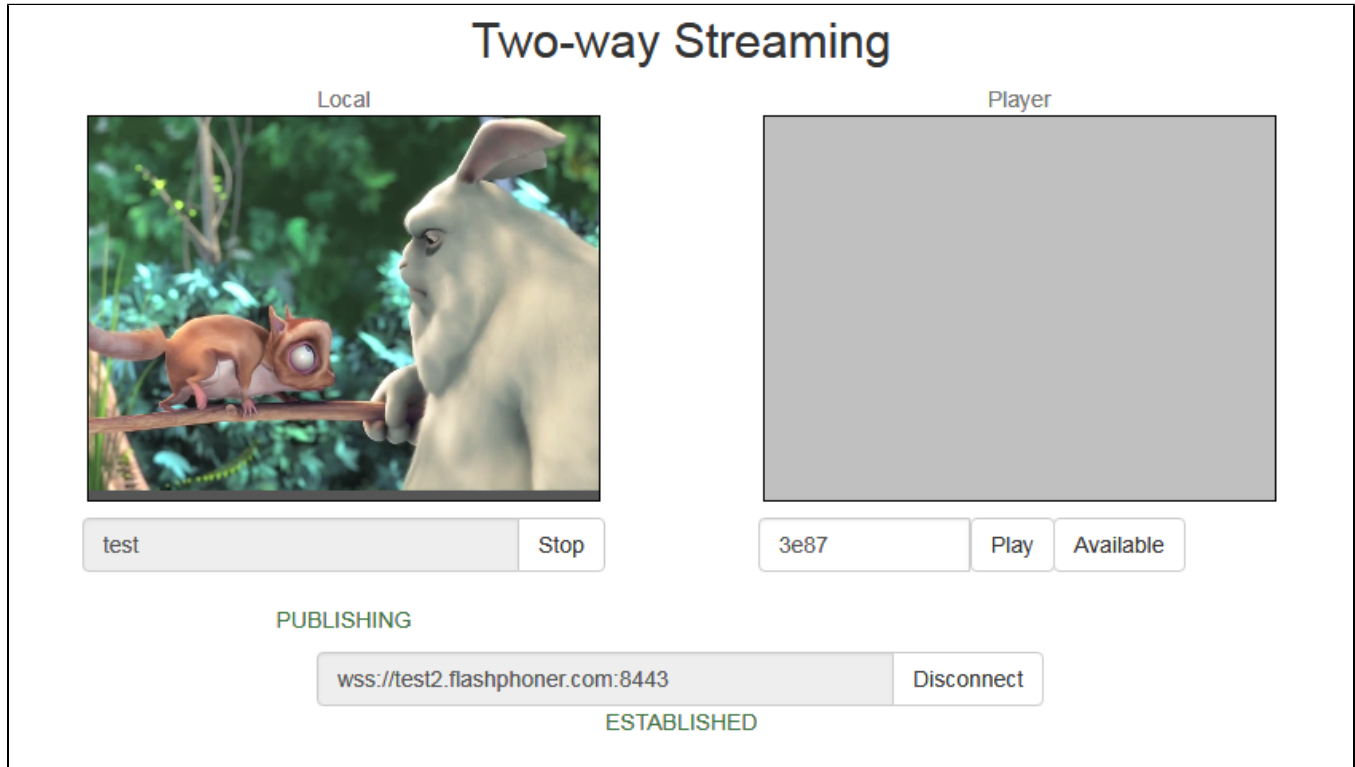 Two-way Streaming
Local
Player
test
Stop
3e87
Play
Available
PUBLISHING
wss://test2.flashphoner.com:8443
Disconnect
ESTABLISHED